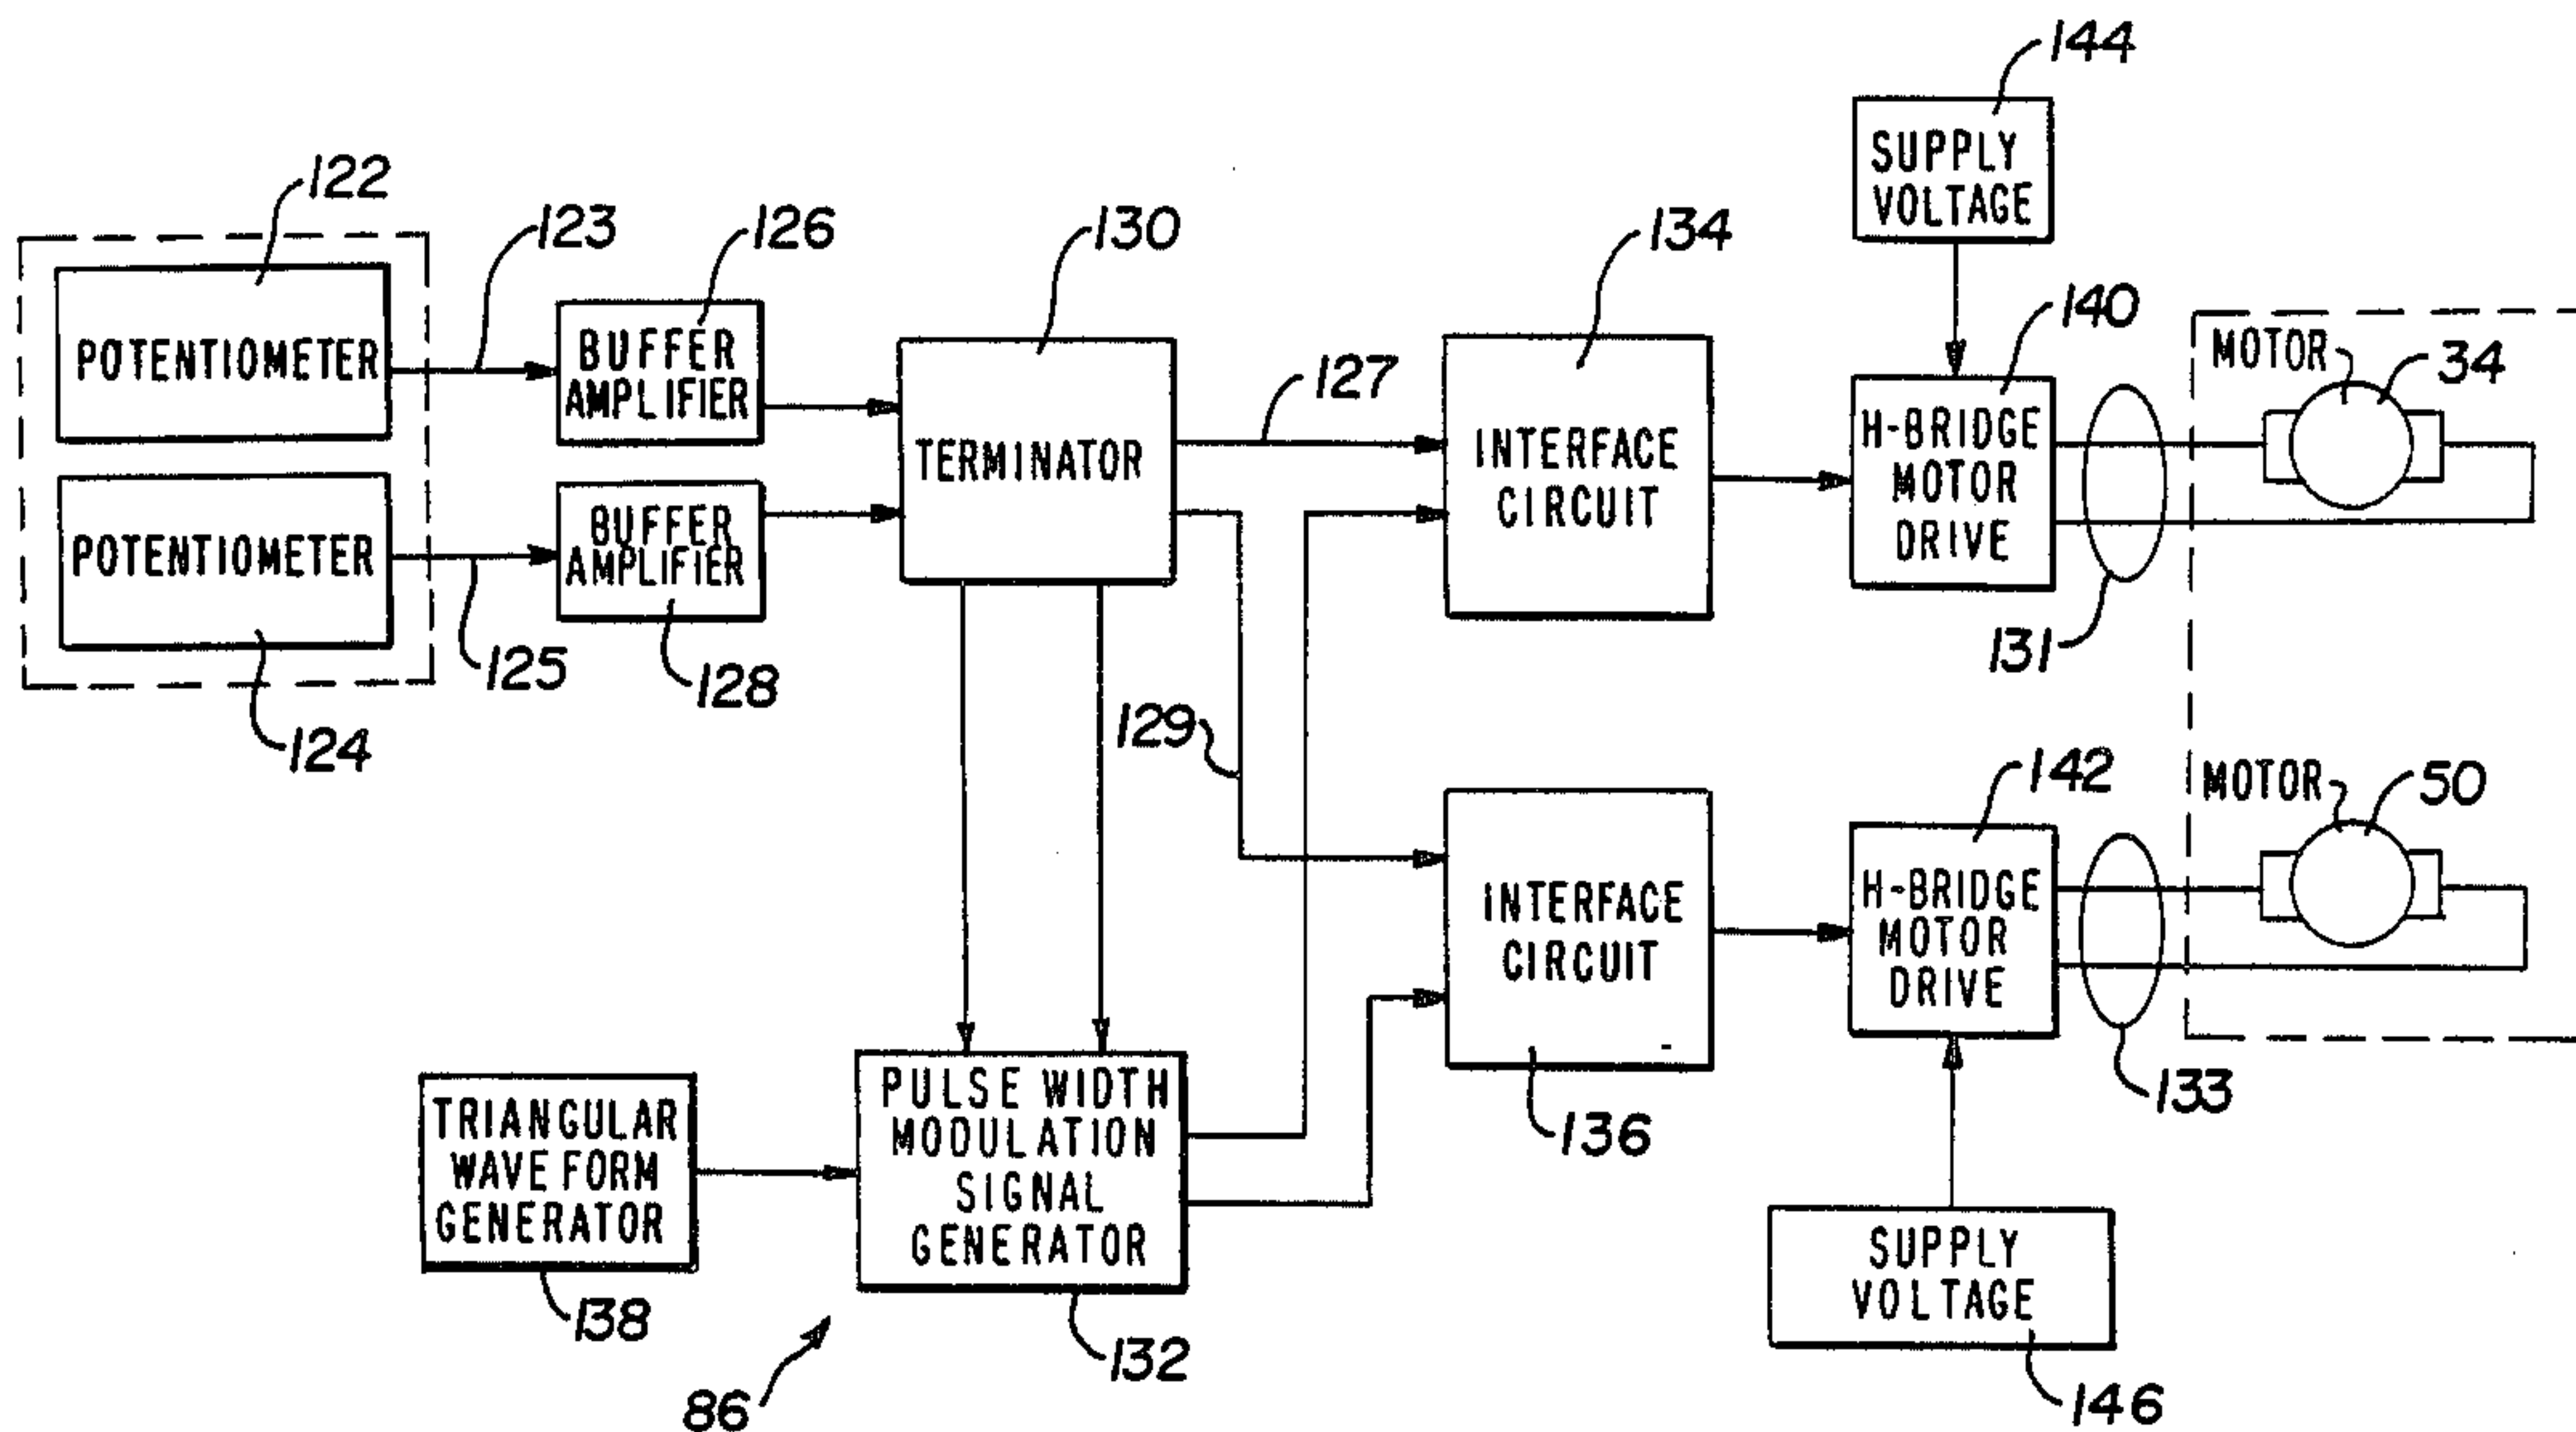 144
SUPPLY
VOLTAGE
122
123
126
130
134
140
POTENTIOMETER
BUFFER
AMPLIFIER
TERMINATOR
127
INTERFACE
CIRCUIT
H-BRIDGE
MOTOR
DRIVE
MOTOR
34
POTENTIOMETER
BUFFER
AMPLIFIER
125
128
124
129
131
142
MOTOR
50
INTERFACE
CIRCUIT
H-BRIDGE
MOTOR
DRIVE
133
136
TRIANGULAR
WAVE FORM
GENERATOR
PULSE WIDTH
MODULATION
SIGNAL
GENERATOR
138
132
86
SUPPLY
VOLTAGE
146